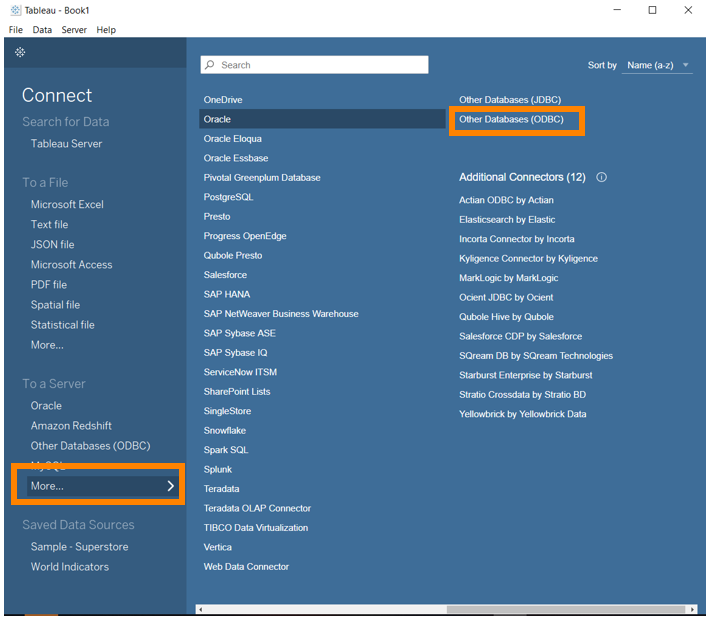 Tableau - Book1
File Data Server Help
Connect
Search for Data
Tableau Server
To a File
Microsoft Excel
Text file
JSON file
Microsoft Access
PDF file
Spatial file
Statistical file
More...
To a Server
Oracle
Amazon Redshift
Other Databases (ODBC)
MySQL
More...
Saved Data Sources
Sample - Superstore
World Indicators
Search
Sort by Name (a-z)
OneDrive
Oracle
Oracle Eloqua
Oracle Essbase
Pivotal Greenplum Database
PostgreSQL
Presto
Progress OpenEdge
Qubole Presto
Salesforce
SAP HANA
SAP NetWeaver Business Warehouse
SAP Sybase ASE
SAP Sybase IQ
ServiceNow ITSM
SharePoint Lists
SingleStore
Snowflake
Spark SQL
Splunk
Teradata
Teradata OLAP Connector
TIBCO Data Virtualization
Vertica
Web Data Connector
Other Databases (JDBC)
Other Databases (ODBC)
Additional Connectors (12)
Actian ODBC by Actian
Elasticsearch by Elastic
Incorta Connector by Incorta
Kyligence Connector by Kyligence
MarkLogic by MarkLogic
Ocient JDBC by Ocient
Qubole Hive by Qubole
Salesforce CDP by Salesforce
SQream DB by SQream Technologies
Starburst Enterprise by Starburst
Stratio Crossdata by Stratio BD
Yellowbrick by Yellowbrick Data